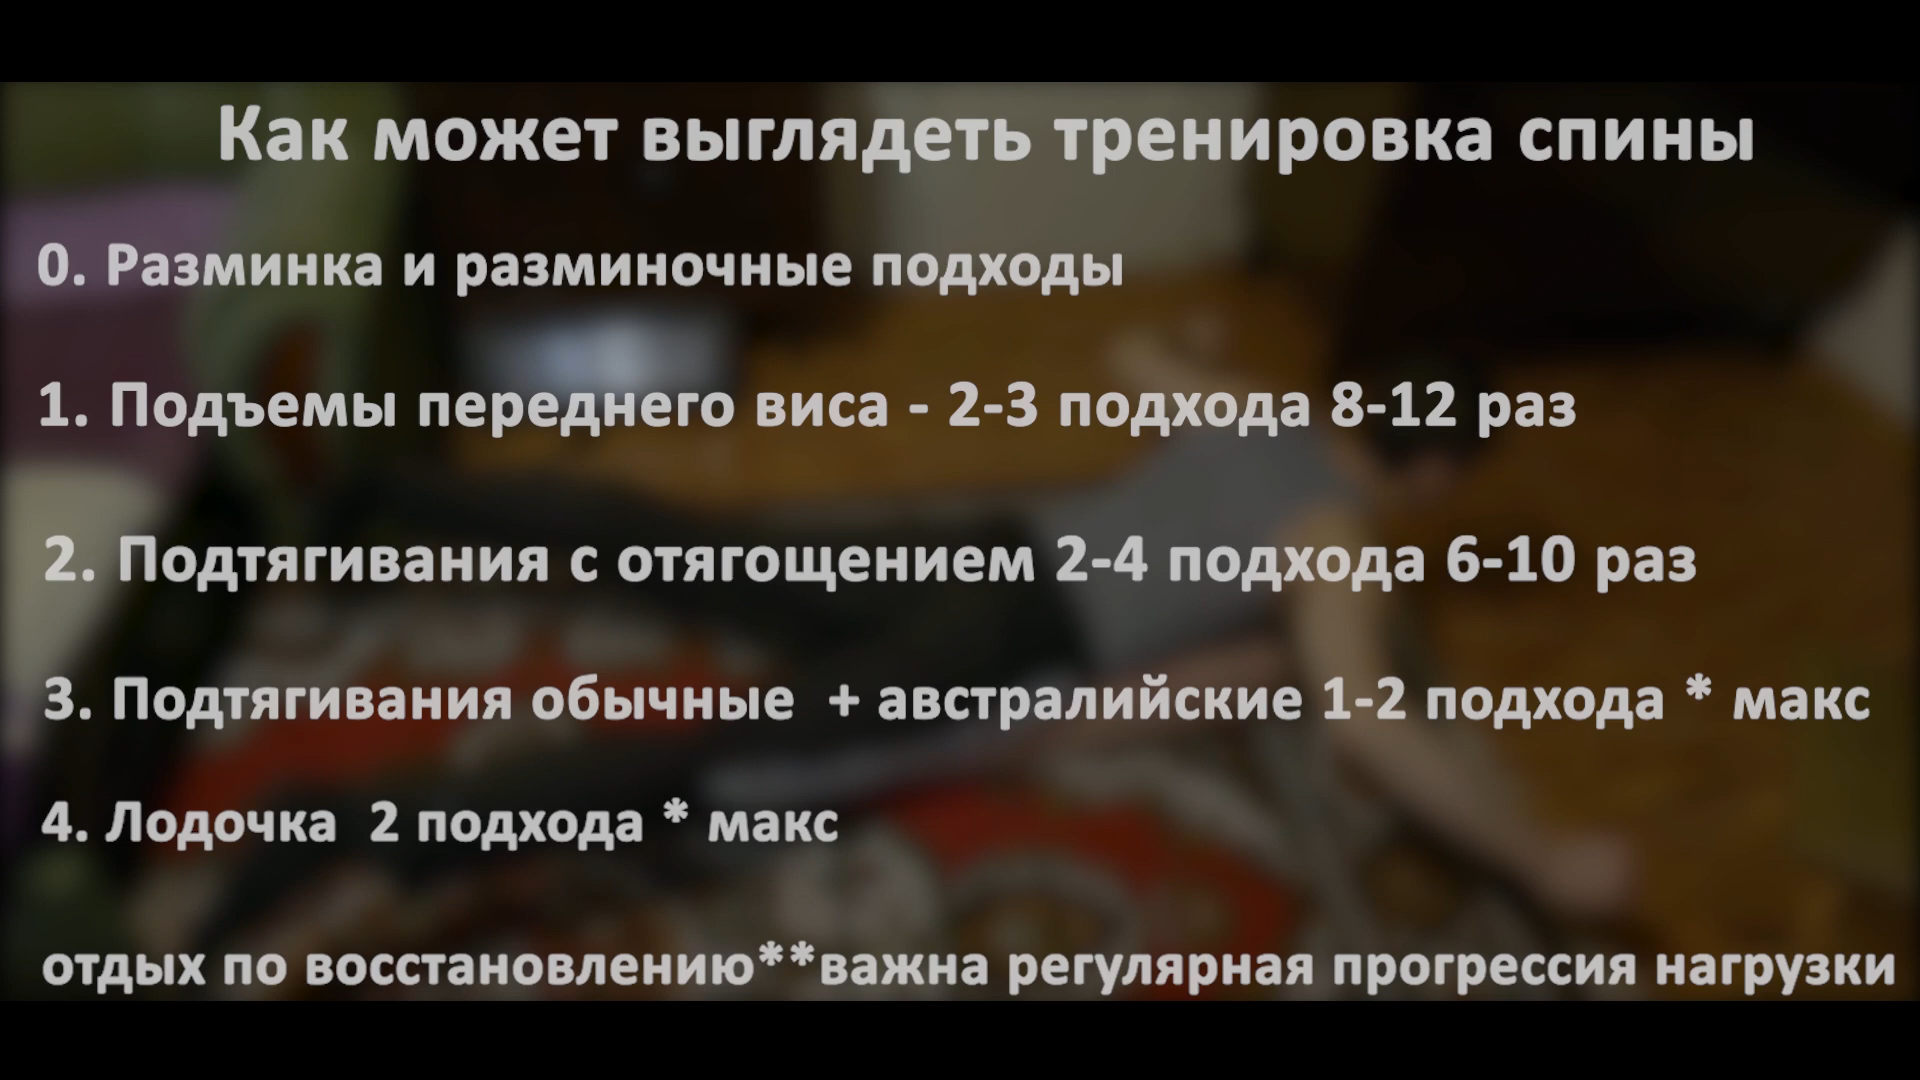 Как может выглядеть тренировка спины
0. Разминка и разминочные подходы
1. Подъемы переднего виса - 2-3 подхода 8-12 раз
2. Подтягивания с отягощением 2-4 подхода 6-10 раз
3. Подтягивания обычные + австралийские 1-2 подхода * макс
4. Лодочка 2 подхода * макс
отдых по восстановлению**важна регулярная прогрессия нагрузки